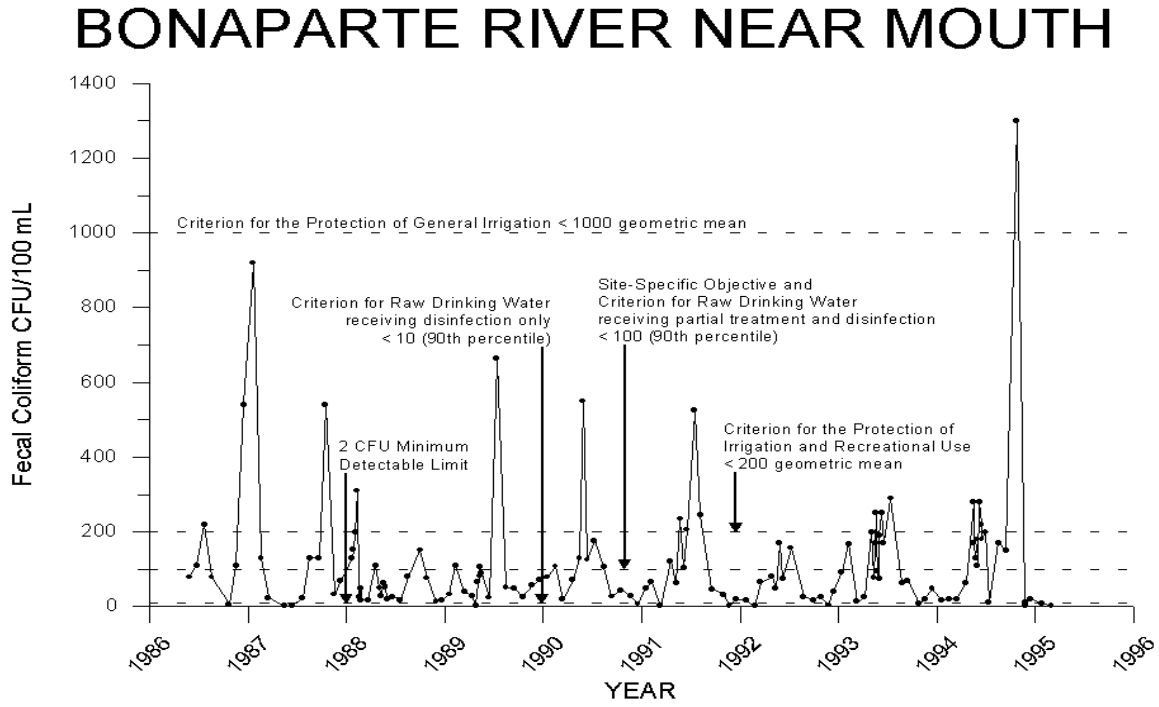 BONAPARTE RIVER NEAR MOUTH
Fecal Coliform CFU/100 mL
1400
1200
1000
800
600
400
200
0
Criterion for the Protection of General Irrigation < 1000 geometric mean
Criterion for Raw Drinking Water
receiving disinfection only
< 10 (90th percentile)
Site-Specific Objective and
Criterion for Raw Drinking Water
receiving partial treatment and disinfection
< 100 (90th percentile)
2 CFU Minimum
Detectable Limit
Criterion for the Protection of
Irrigation and Recreational Use
< 200 geometric mean
1986
1987
1988
1989
1990
1991
1992
1993
1994
1995
1996
YEAR